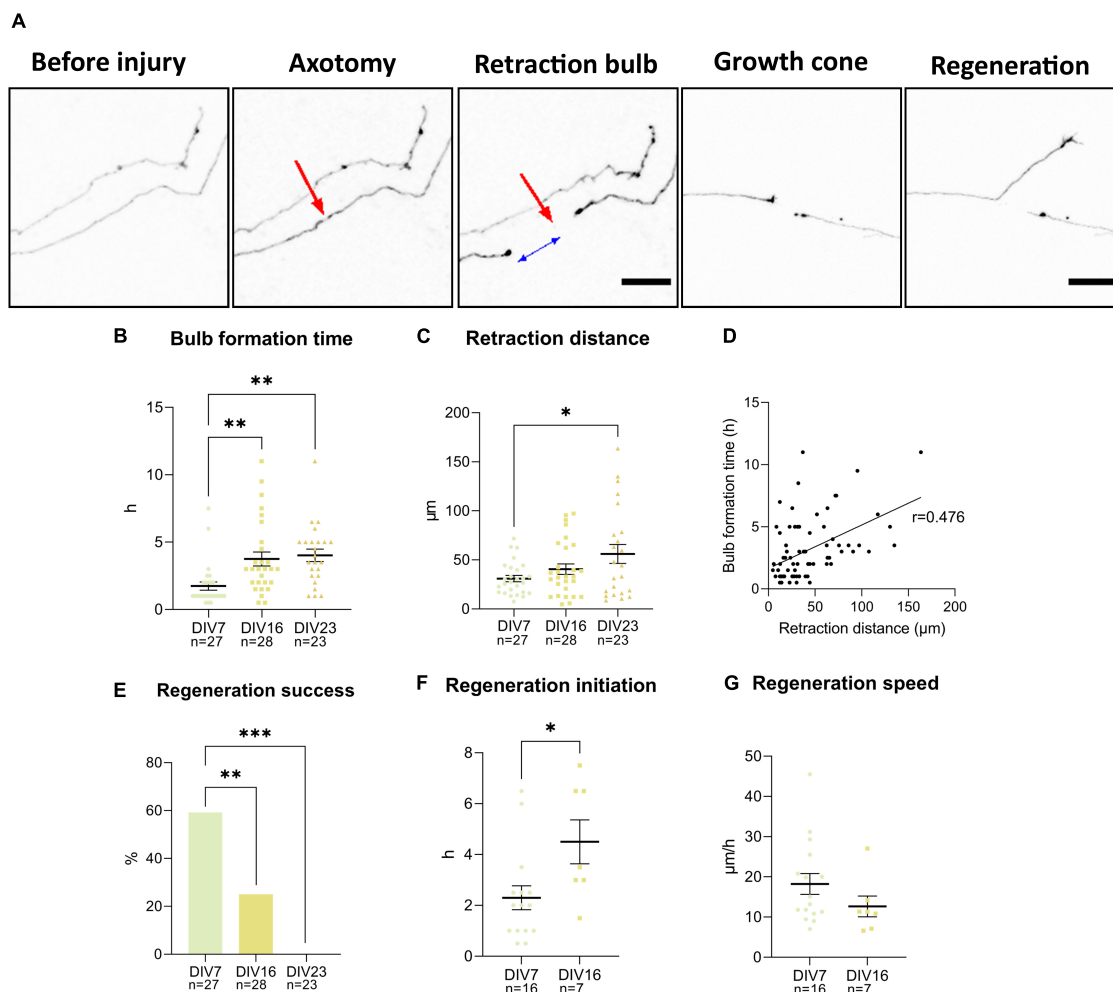 A
Before injury
Axotomy
Retraction bulb
Growth cone
Regeneration
B Bulb formation time
**
**
15
10
5
0
h
DIV7 DIV16 DIV23
n=27 n=28 n=23
C Retraction distance
*
200
150
100
50
0
µm
DIV7 DIV16 DIV23
n=27 n=28 n=23
D
Bulb formation time (h)
15
10
5
0
r=0.476
0 50 100 150 200
Retraction distance (µm)
E Regeneration success
***
**
80
60
40
20
0
%
DIV7 DIV16 DIV23
n=27 n=28 n=23
F Regeneration initiation
*
8
6
4
2
0
h
DIV7 DIV16
n=16 n=7
G Regeneration speed
50
40
30
20
10
0
µm/h
DIV7 DIV16
n=16 n=7